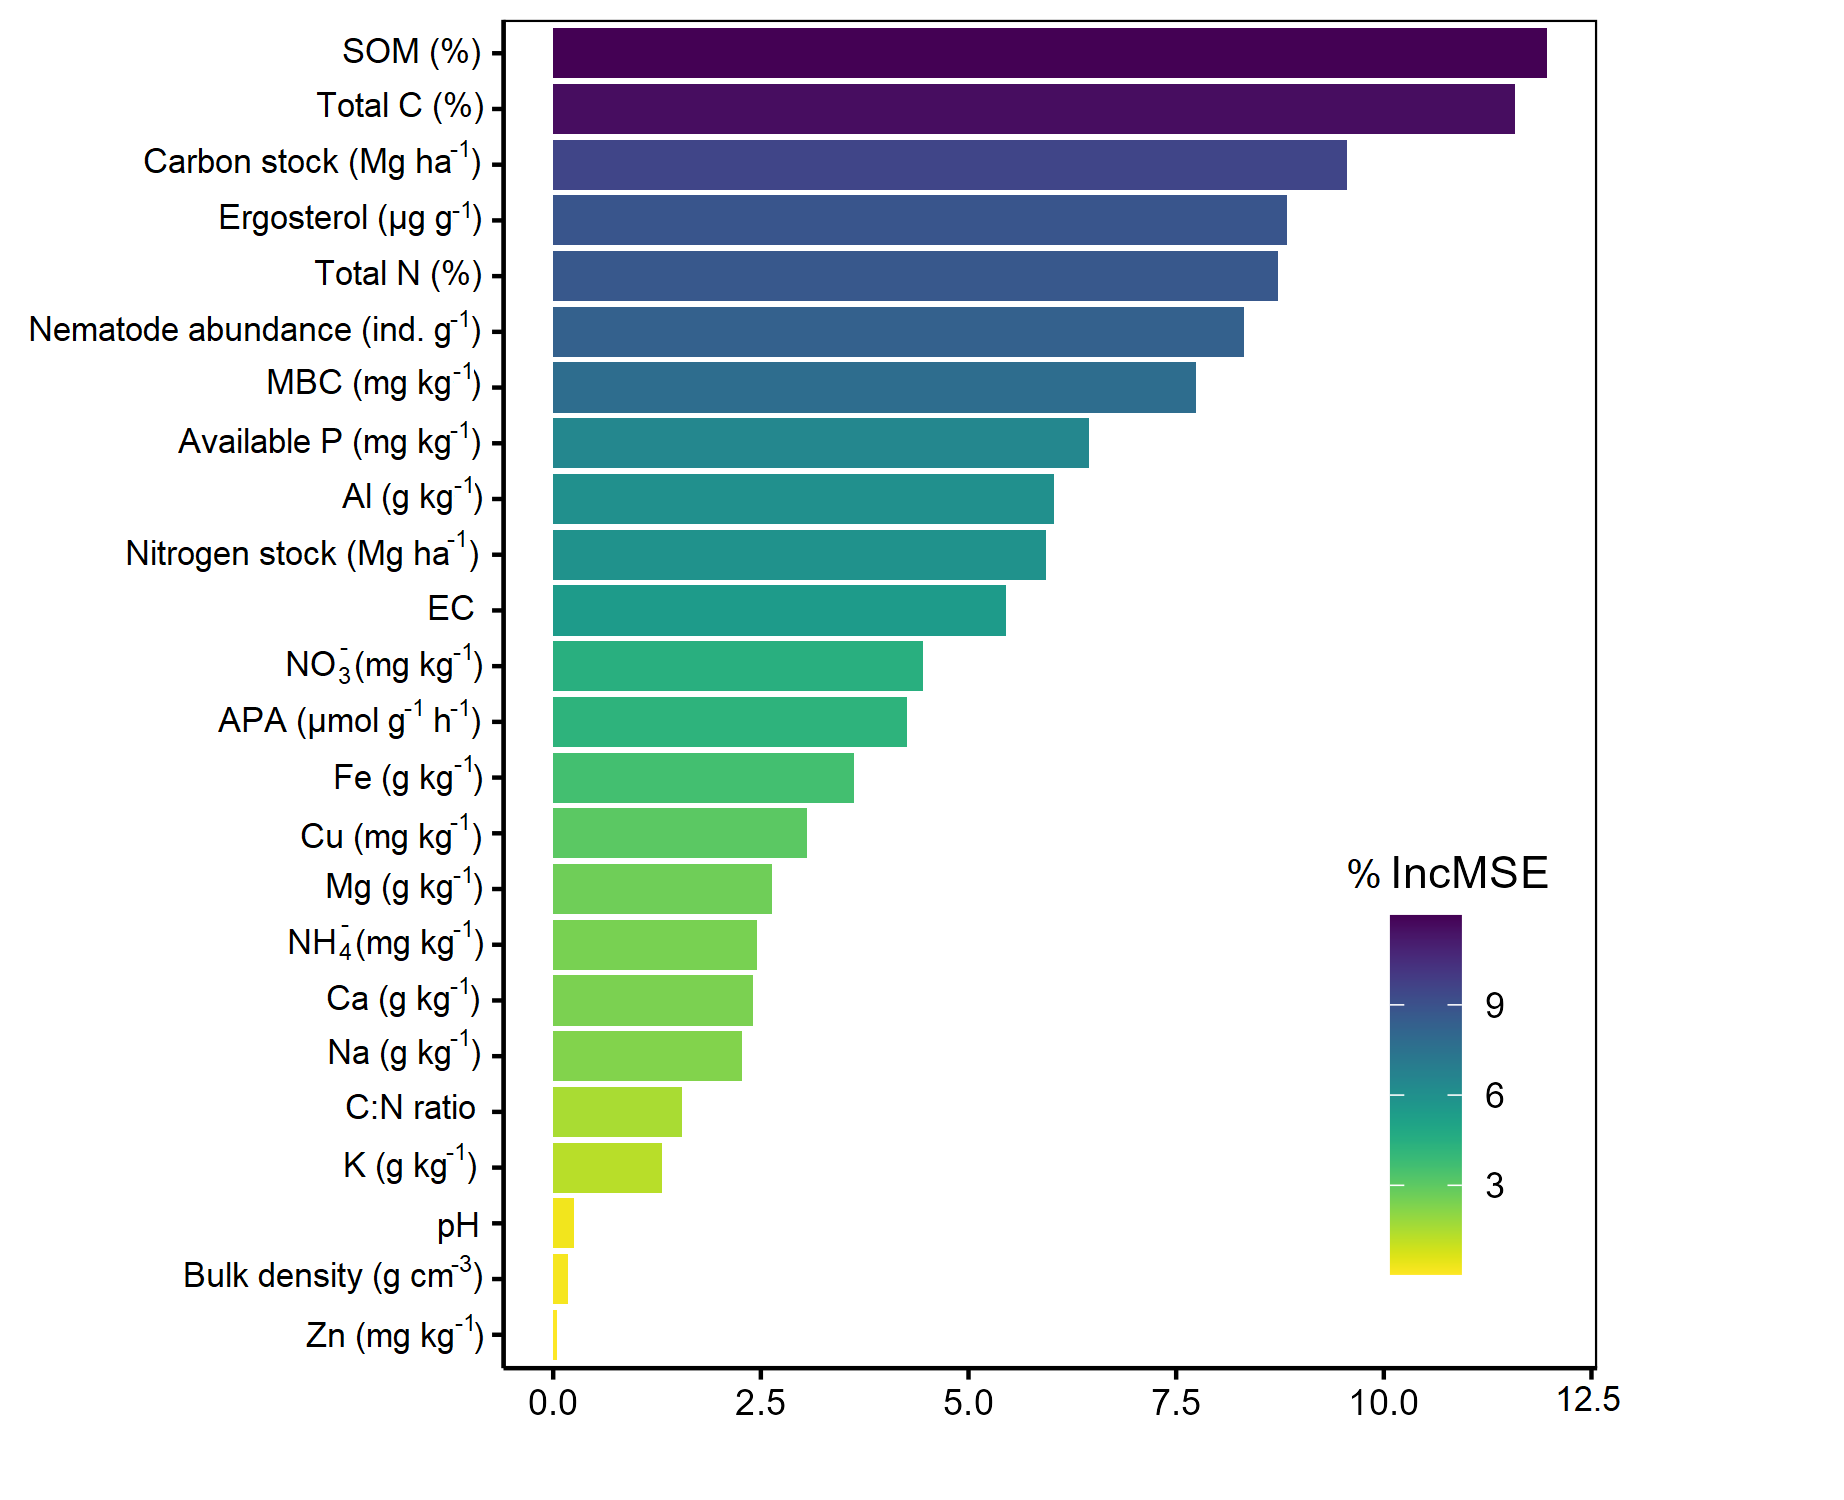 SOM (%)
Total C (%)
Carbon stock (Mg ha⁻¹)
Ergosterol (µg g⁻¹)
Total N (%)
Nematode abundance (ind. g⁻¹)
MBC (mg kg⁻¹)
Available P (mg kg⁻¹)
Al (g kg⁻¹)
Nitrogen stock (Mg ha⁻¹)
EC
NO₃⁻(mg kg⁻¹)
APA (µmol g⁻¹ h⁻¹)
Fe (g kg⁻¹)
Cu (mg kg⁻¹)
Mg (g kg⁻¹)
NH₄⁻(mg kg⁻¹)
Ca (g kg⁻¹)
Na (g kg⁻¹)
C:N ratio
K (g kg⁻¹)
pH
Bulk density (g cm⁻³)
Zn (mg kg⁻¹)
0.0 2.5 5.0 7.5 10.0 12.5
% IncMSE
9
6
3